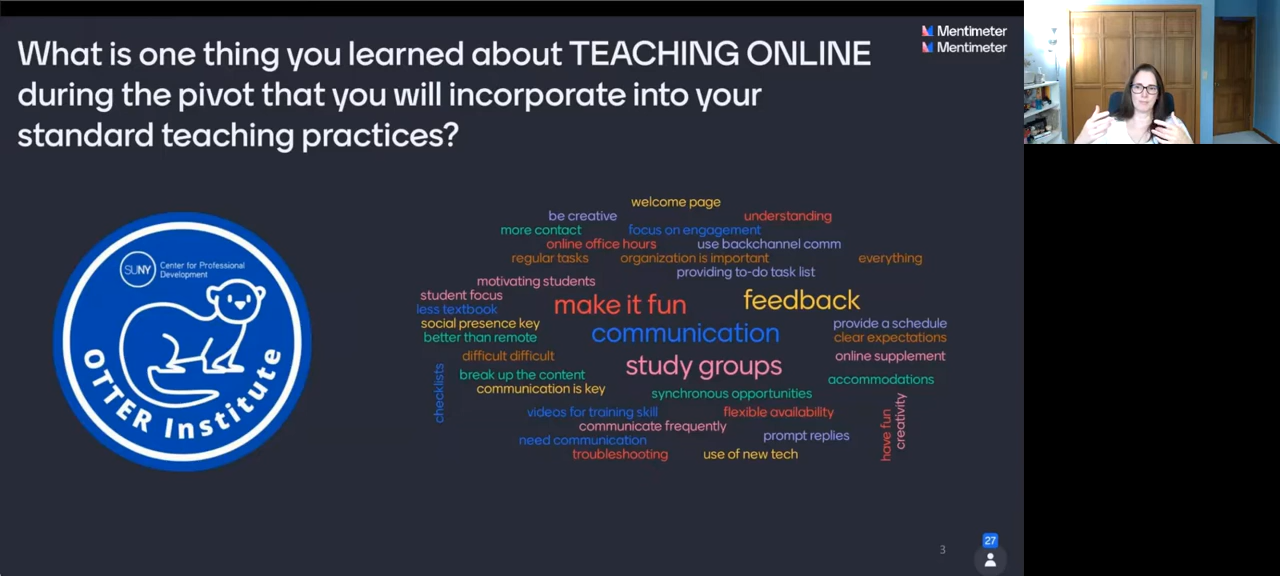 What is one thing you learned about TEACHING ONLINE
during the pivot that you will incorporate into your
standard teaching practices?
Mentimeter
Mentimeter
SUNY
Center for Professional
Development
OTTER Institute
welcome page
be creative
understanding
more contact
focus on engagement
online office hours
use backchannel comm
regular tasks
organization is important
everything
providing to-do task list
motivating students
student focus
make it fun
feedback
less textbook
social presence key
communication
provide a schedule
better than remote
clear expectations
difficult difficult
study groups
online supplement
break up the content
accommodations
checklists
communication is key
synchronous opportunities
videos for training skill
flexible availability
creativity
have fun
communicate frequently
need communication
prompt replies
troubleshooting
use of new tech
3
27